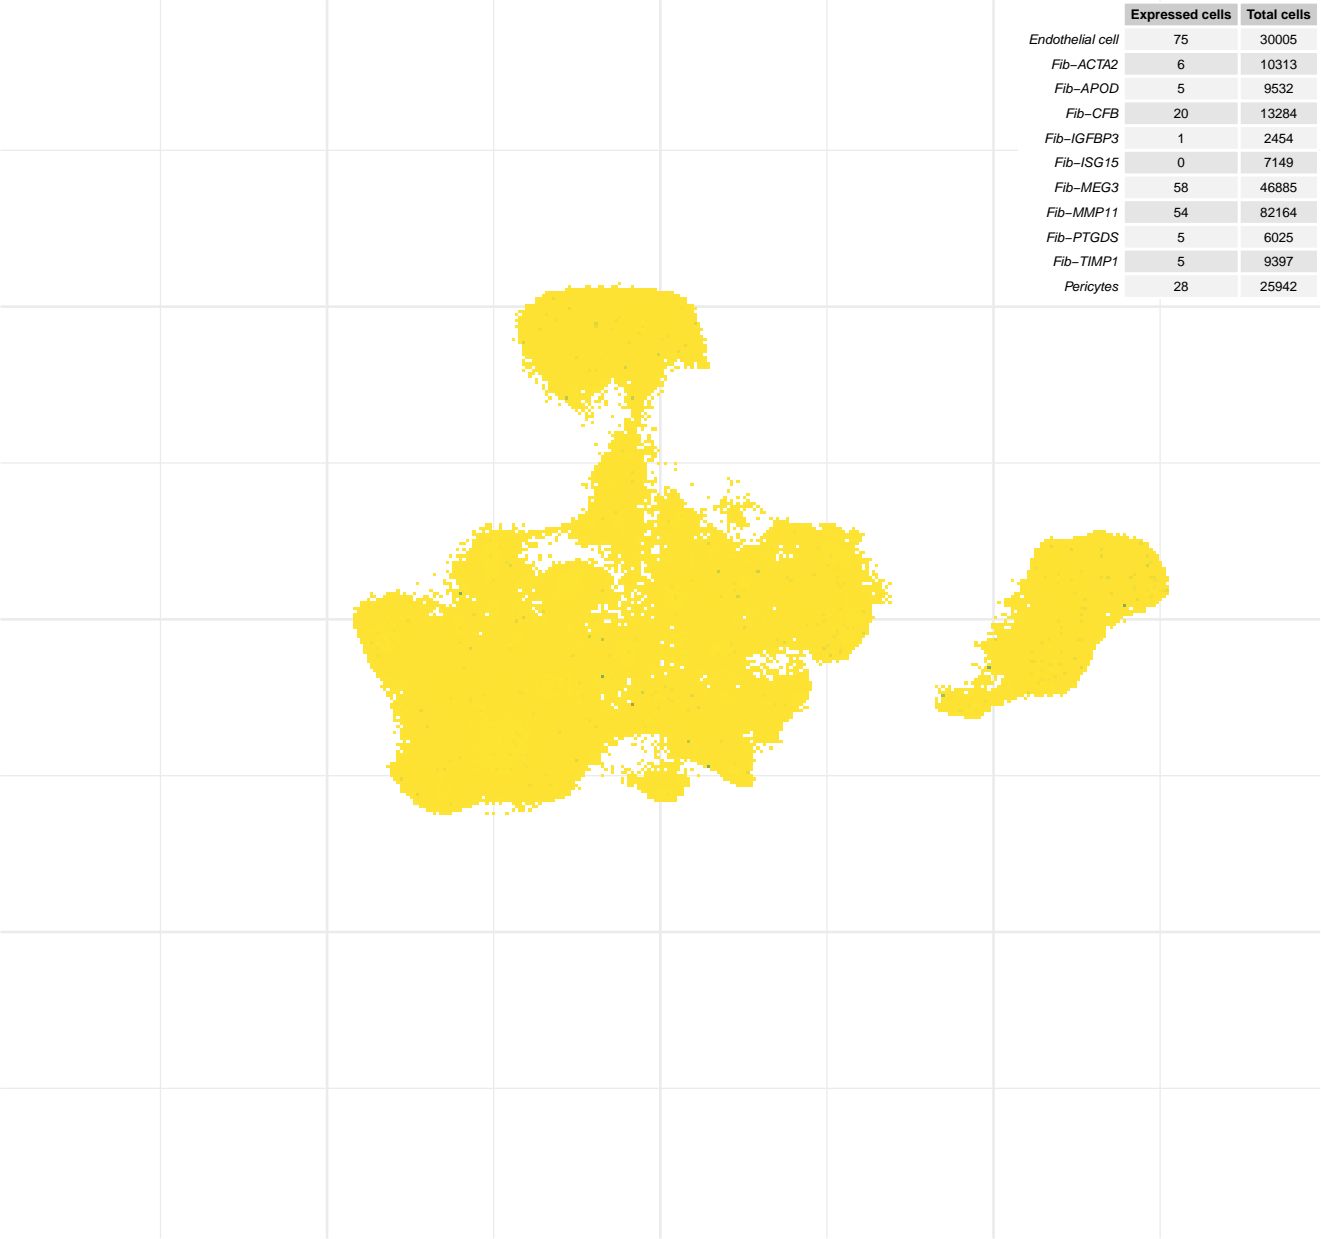 Expressed cells Total cells
Endothelial cell 75 30005
Fib−ACTA2 6 10313
Fib−APOD 5 9532
Fib−CFB 20 13284
Fib−IGFBP3 1 2454
Fib−ISG15 0 7149
Fib−MEG3 58 46885
Fib−MMP11 54 82164
Fib−PTGDS 5 6025
Fib−TIMP1 5 9397
Pericytes 28 25942